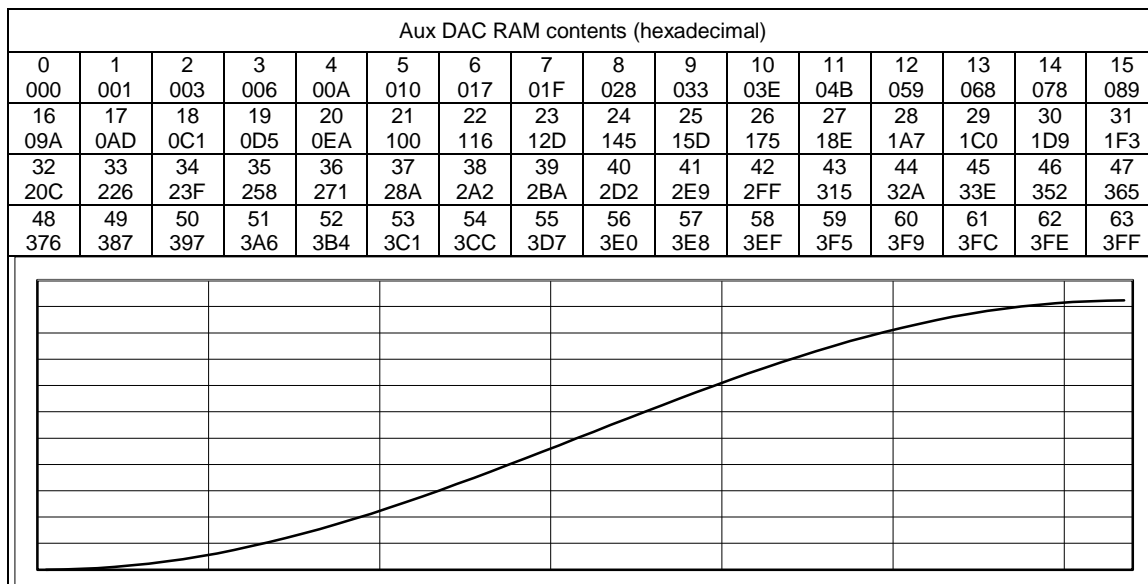 Aux DAC RAM contents (hexadecimal)
0 1 2 3 4 5 6 7 8 9 10 11 12 13 14 15
000 001 003 006 00A 010 017 01F 028 033 03E 04B 059 068 078 089
16 17 18 19 20 21 22 23 24 25 26 27 28 29 30 31
09A 0AD 0C1 0D5 0EA 100 116 12D 145 15D 175 18E 1A7 1C0 1D9 1F3
32 33 34 35 36 37 38 39 40 41 42 43 44 45 46 47
20C 226 23F 258 271 28A 2A2 2BA 2D2 2E9 2FF 315 32A 33E 352 365
48 49 50 51 52 53 54 55 56 57 58 59 60 61 62 63
376 387 397 3A6 3B4 3C1 3CC 3D7 3E0 3E8 3EF 3F5 3F9 3FC 3FE 3FF